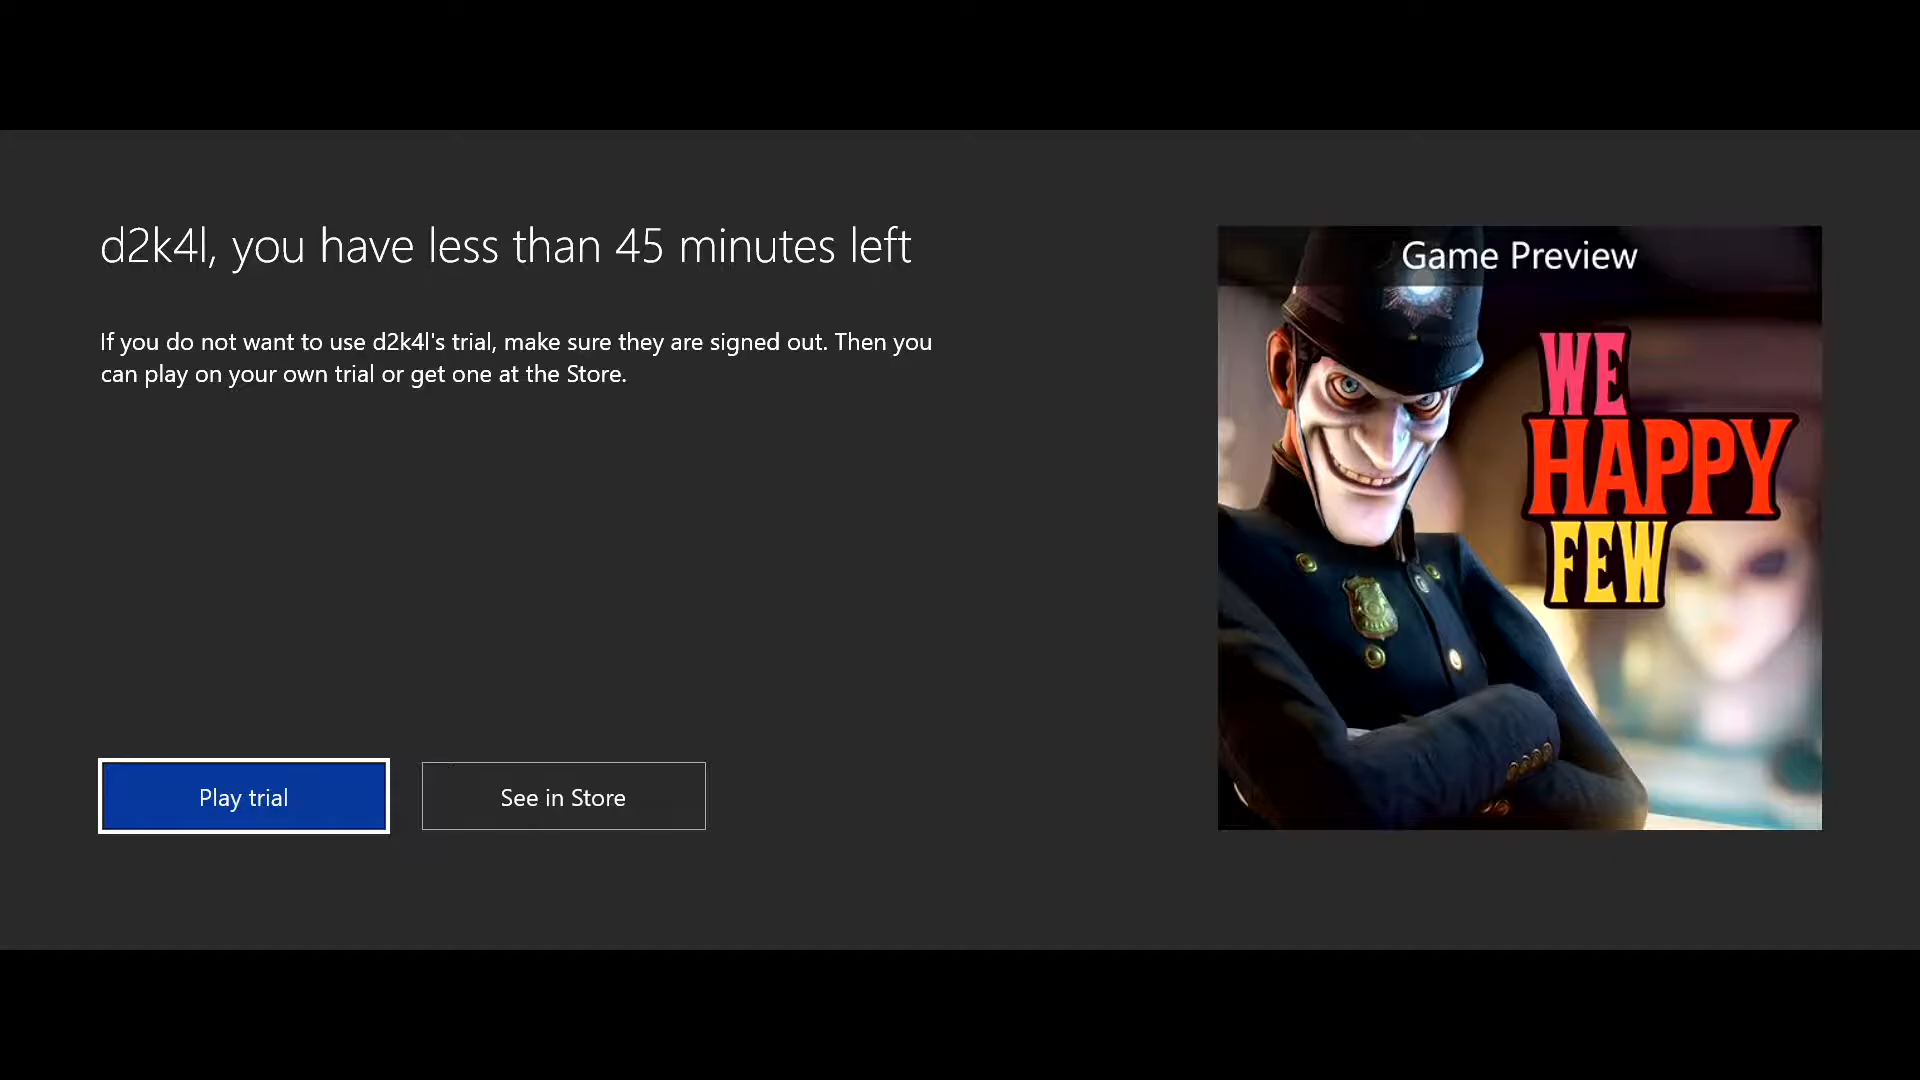 d2k4l, you have less than 45 minutes left
If you do not want to use d2k4l's trial, make sure they are signed out. Then you
can play on your own trial or get one at the Store.
Play trial
See in Store
Game Preview
WE
HAPPY
FEW